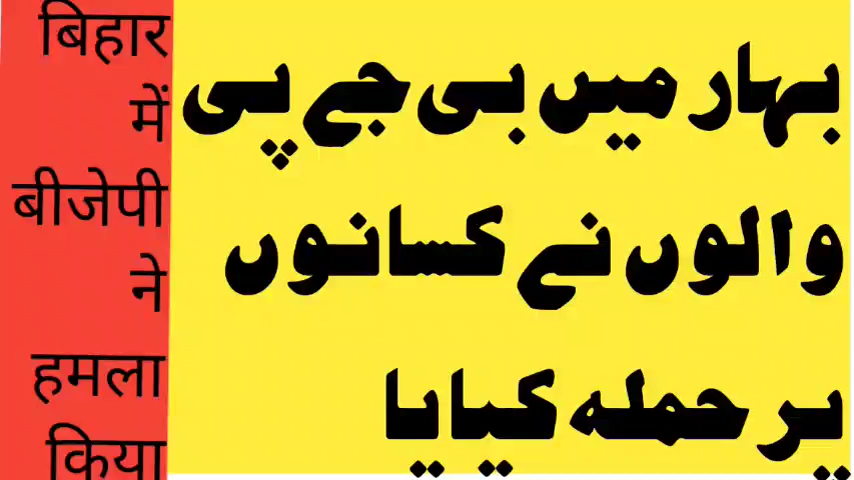 बिहार
में
बीजेपी
ने
हमला
किया
بہار میں بی جے پی
والوں نے کسانوں
پر حملہ کیایا